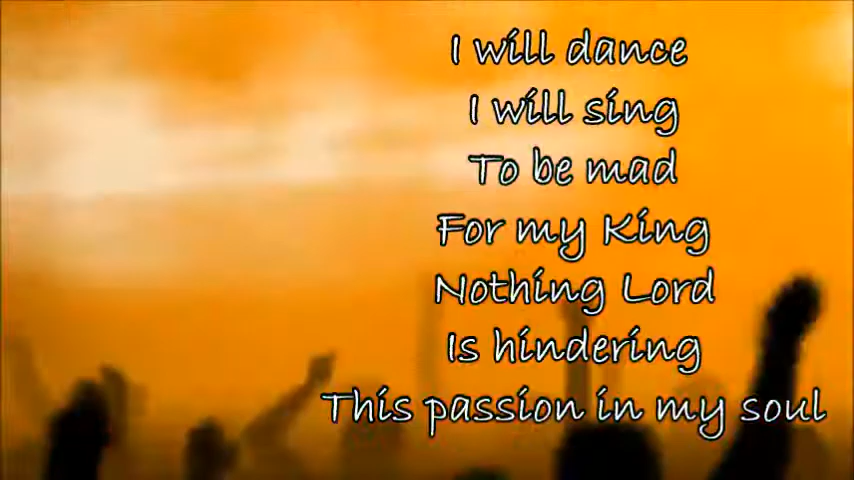 I will dance
I will sing
To be mad
For my King
Nothing Lord
Is hindering
This passion in my soul